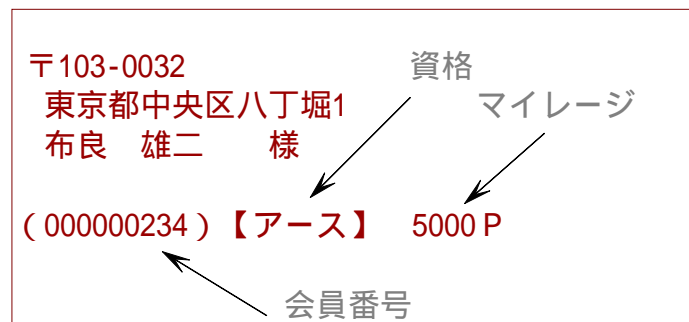 〒103-0032
資格
東京都中央区八丁堀1
マイレージ
布良 雄二 様
(000000234)【アース】 5000 P
会員番号